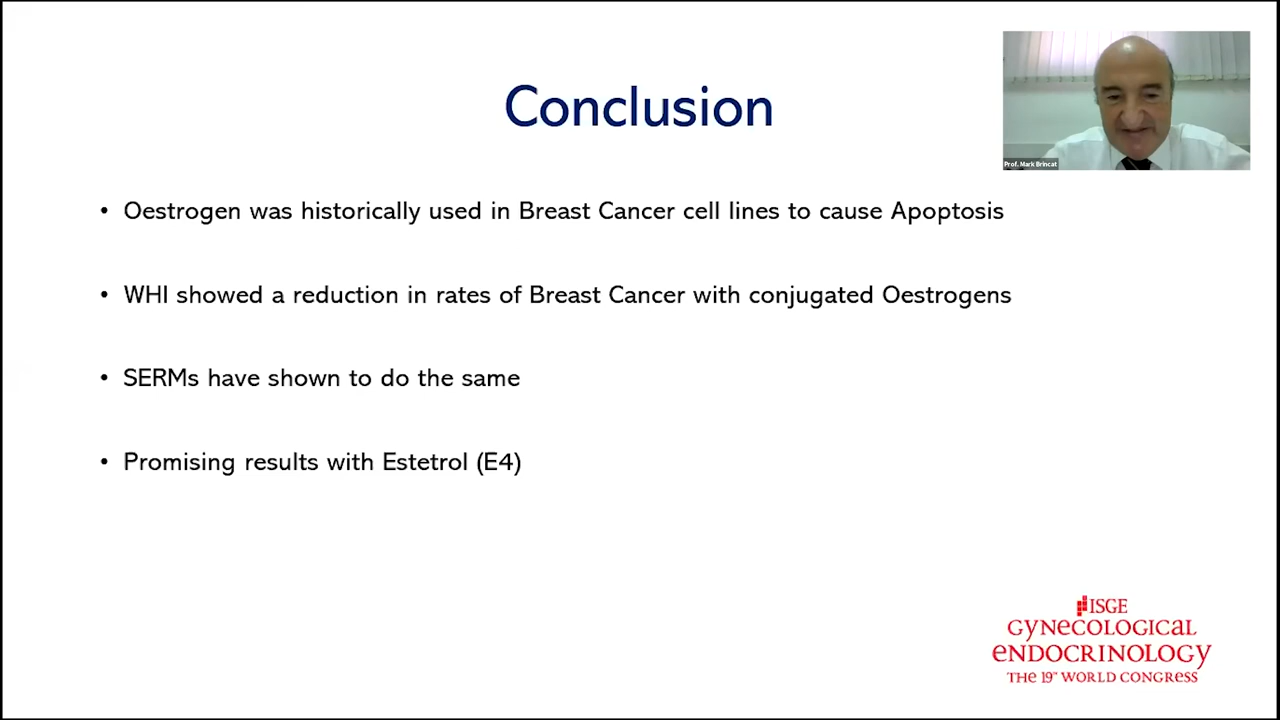 Conclusion
Prof. Mark Brincat
• Oestrogen was historically used in Breast Cancer cell lines to cause Apoptosis
• WHI showed a reduction in rates of Breast Cancer with conjugated Oestrogens
• SERMs have shown to do the same
• Promising results with Estetrol (E4)
ISGE
GYNECOLOGICAL
ENDOCRINOLOGY
THE 19TH WORLD CONGRESS